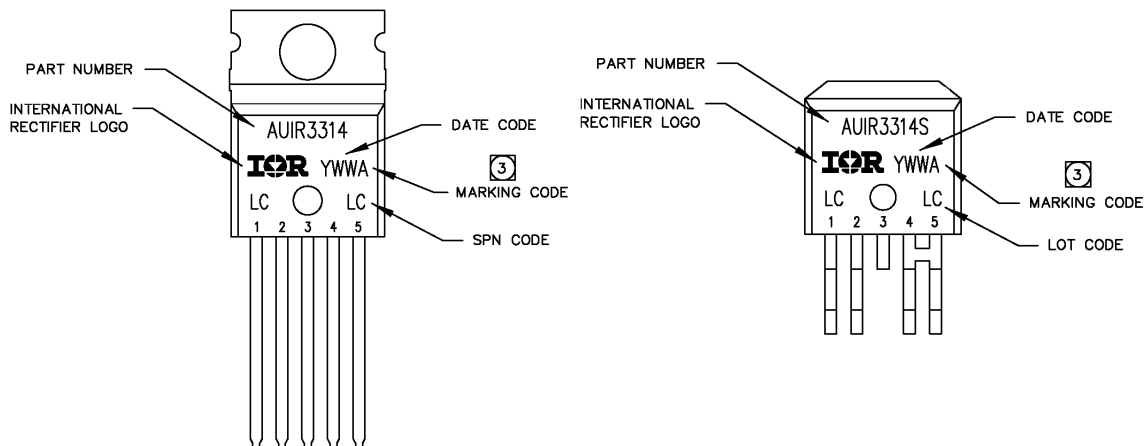 PART NUMBER
INTERNATIONAL
RECTIFIER LOGO
AUIR3314
IOR YWWA
LC LC
1 2 3 4 5
DATE CODE
3
MARKING CODE
SPN CODE
PART NUMBER
INTERNATIONAL
RECTIFIER LOGO
AUIR3314S
IOR YWWA
LC LC
1 2 3 4 5
DATE CODE
3
MARKING CODE
LOT CODE